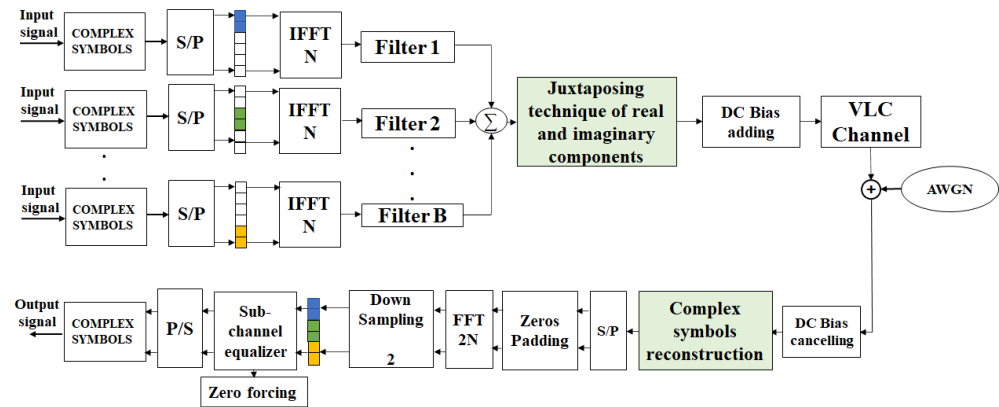 Input
signal
COMPLEX
SYMBOLS
S/P
IFFT
N
Filter 1
Input
signal
COMPLEX
SYMBOLS
S/P
IFFT
N
Filter 2
Input
signal
COMPLEX
SYMBOLS
S/P
IFFT
N
Filter B
∑
Juxtaposing
technique of real
and imaginary
components
DC Bias
adding
VLC
Channel
+
AWGN
Output
signal
COMPLEX
SYMBOLS
P/S
Sub-
channel
equalizer
Zero forcing
Down
Sampling
2
FFT
2N
Zeros
Padding
S/P
Complex
symbols
reconstruction
DC Bias
cancelling